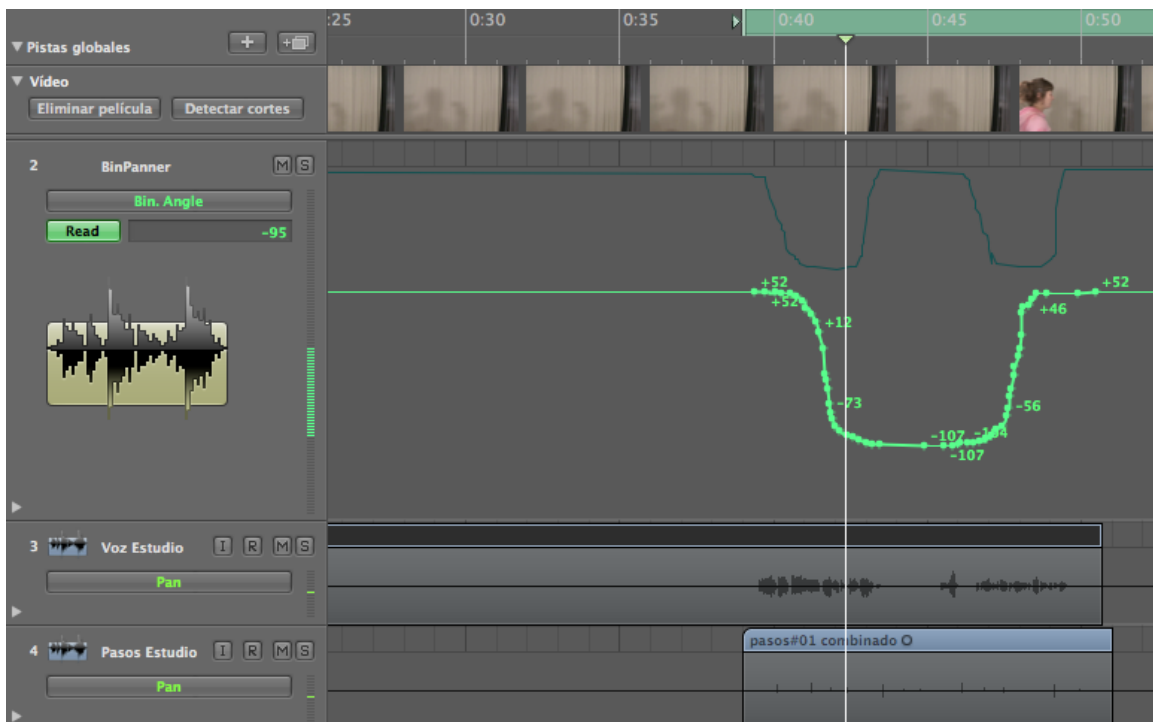 :25 0:30 0:35 0:40 0:45 0:50
Pistas globales
Vídeo
Eliminar película Detectar cortes
2 BinPanner M S
Bin. Angle
Read -95
+52
+52
+12
-73
-107
-107
-104
-56
+46
+52
3 Voz Estudio I R M S
Pan
pasos#01 combinado
4 Pasos Estudio I R M S
Pan